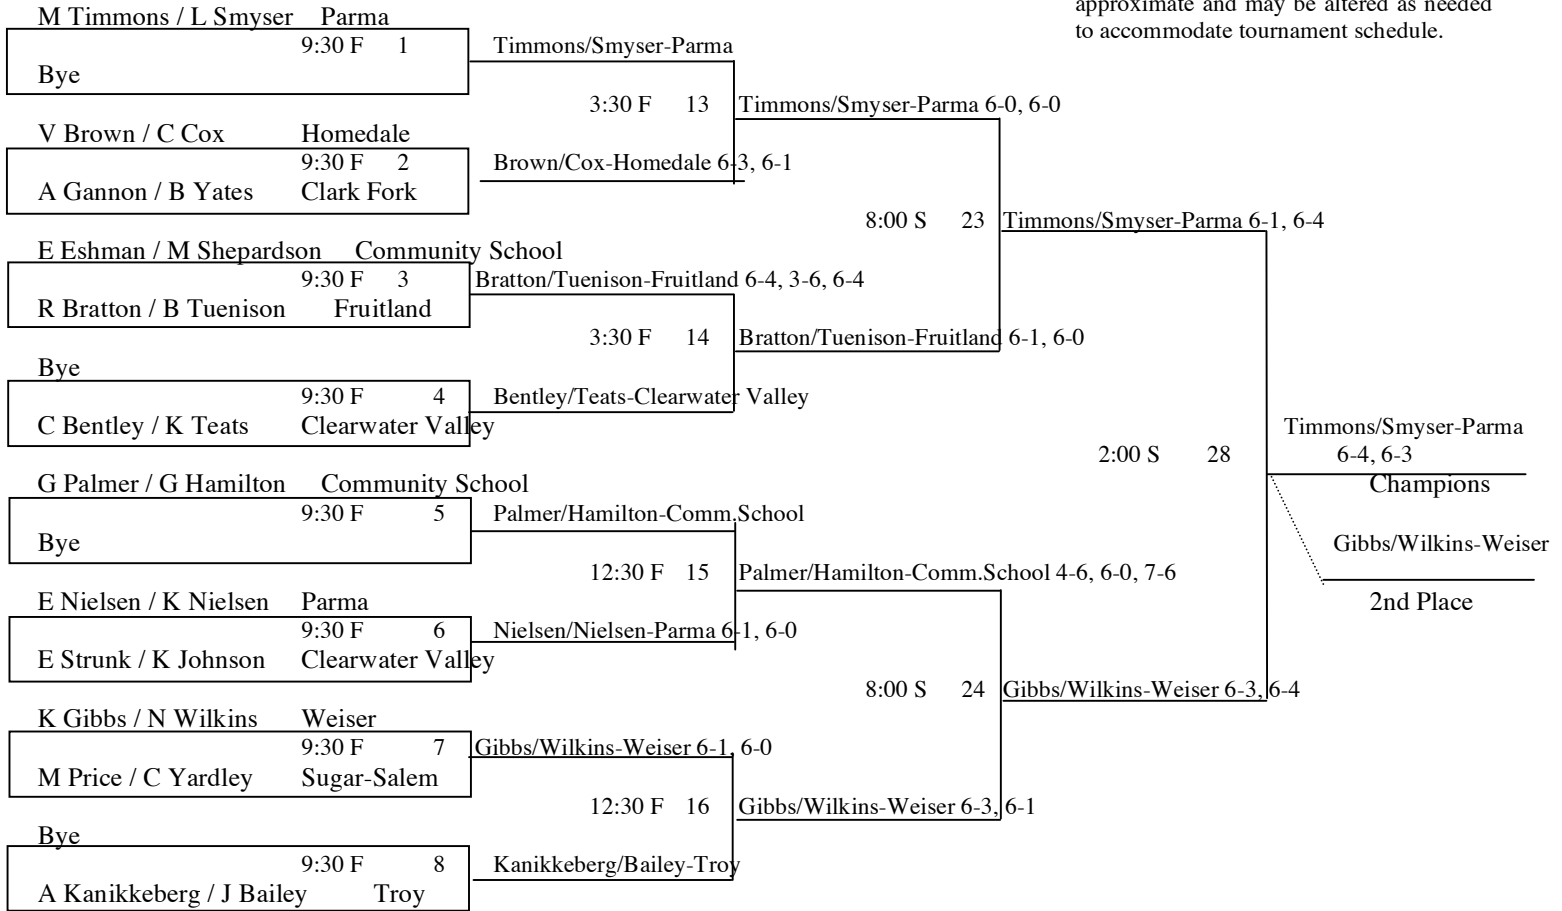 approximate and may be altered as needed
to accommodate tournament schedule.
M Timmons / L Smyser Parma
9:30 F 1
Bye
V Brown / C Cox Homedale
9:30 F 2
A Gannon / B Yates Clark Fork
E Eshman / M Shepardson Community School
9:30 F 3
R Bratton / B Tuenison Fruitland
Bye
9:30 F 4
C Bentley / K Teats Clearwater Valley
G Palmer / G Hamilton Community School
9:30 F 5
Bye
E Nielsen / K Nielsen Parma
9:30 F 6
E Strunk / K Johnson Clearwater Valley
K Gibbs / N Wilkins Weiser
9:30 F 7
M Price / C Yardley Sugar-Salem
Bye
9:30 F 8
A Kanikkeberg / J Bailey Troy
Timmons/Smyser-Parma
3:30 F 13
Brown/Cox-Homedale 6-3, 6-1
Bratton/Tuenison-Fruitland 6-4, 3-6, 6-4
3:30 F 14
Bentley/Teats-Clearwater Valley
Palmer/Hamilton-Comm.School
12:30 F 15
Nielsen/Nielsen-Parma 6-1, 6-0
Gibbs/Wilkins-Weiser 6-1, 6-0
12:30 F 16
Kanikkeberg/Bailey-Troy
Timmons/Smyser-Parma 6-0, 6-0
8:00 S 23
Bratton/Tuenison-Fruitland 6-1, 6-0
Palmer/Hamilton-Comm.School 4-6, 6-0, 7-6
8:00 S 24
Gibbs/Wilkins-Weiser 6-3, 6-1
Timmons/Smyser-Parma 6-1, 6-4
2:00 S 28
Gibbs/Wilkins-Weiser 6-3, 6-4
Timmons/Smyser-Parma
6-4, 6-3
Champions
Gibbs/Wilkins-Weiser
2nd Place